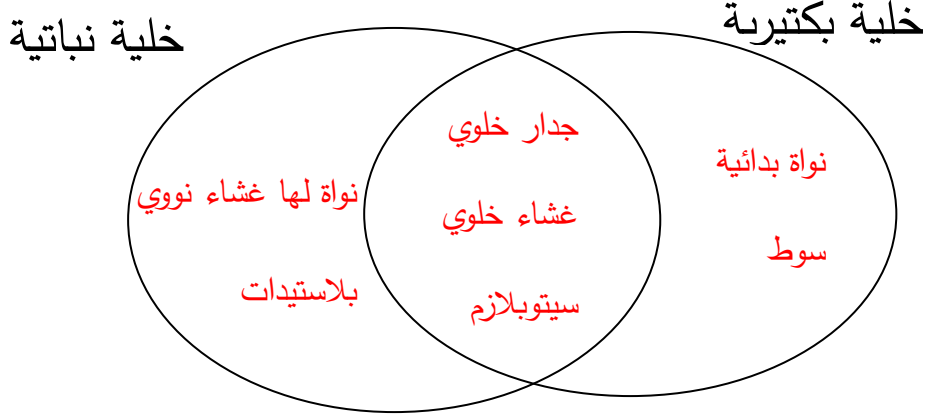 خلية بكتيرية
خلية نباتية
جدار خلوي
غشاء خلوي
سيتوبلازم
نواة بدائية
سوط
نواة لها غشاء نووي
بلاستيدات